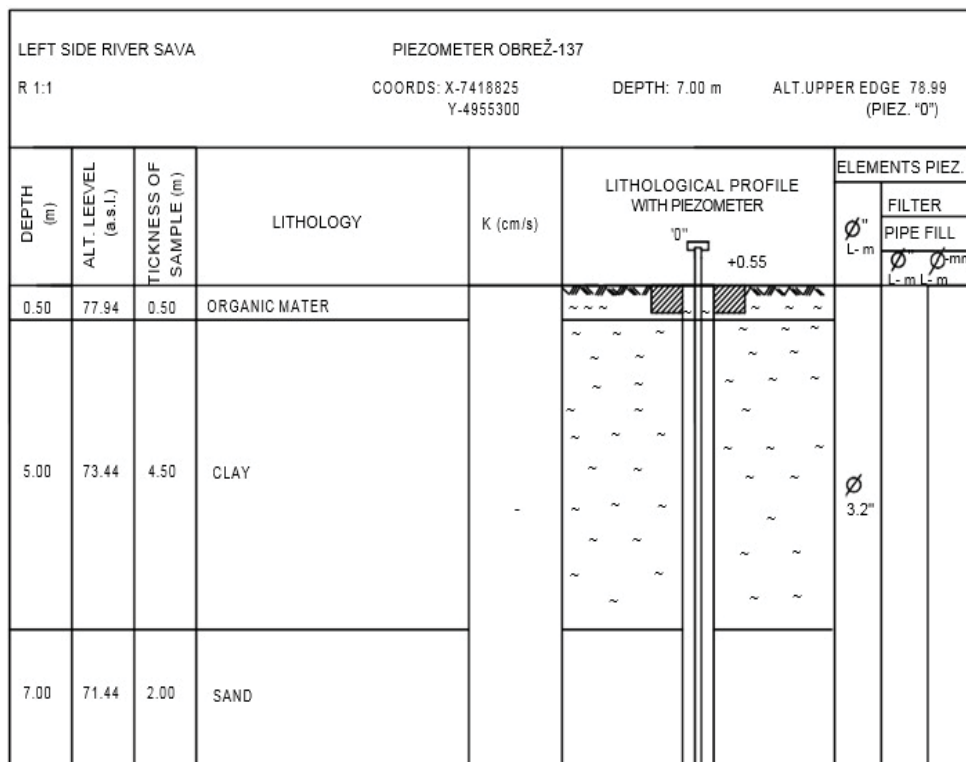 LEFT SIDE RIVER SAVA
PIEZOMETER OBREŽ-137
R 1:1
COORDS: X-7418825
Y-4955300
DEPTH: 7.00 m
ALT.UPPER EDGE 78.99
(PIEZ. “0”)
DEPTH
(m)
ALT. LEEVEL
(a.s.l.)
TICKNESS OF
SAMPLE (m)
LITHOLOGY
K (cm/s)
LITHOLOGICAL PROFILE
WITH PIEZOMETER
'0"
+0.55
ELEMENTS PIEZ.
Ø"
L- m
FILTER
PIPE FILL
Ø" Ø-mm
L- m L- m
0.50 77.94 0.50 ORGANIC MATER
5.00 73.44 4.50 CLAY
-
Ø
3.2"
7.00 71.44 2.00 SAND